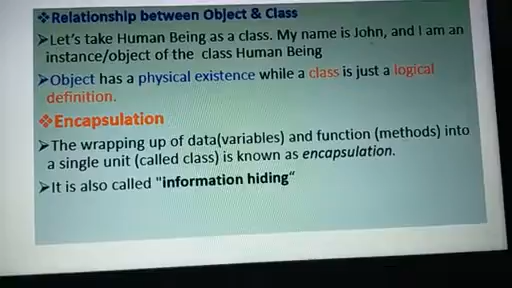 ❖Relationship between Object & Class
➤Let's take Human Being as a class. My name is John, and I am an
instance/object of the class Human Being
➤Object has a physical existence while a class is just a logical
definition.
❖Encapsulation
➤The wrapping up of data(variables) and function (methods) into
a single unit (called class) is known as encapsulation.
➤It is also called "information hiding“